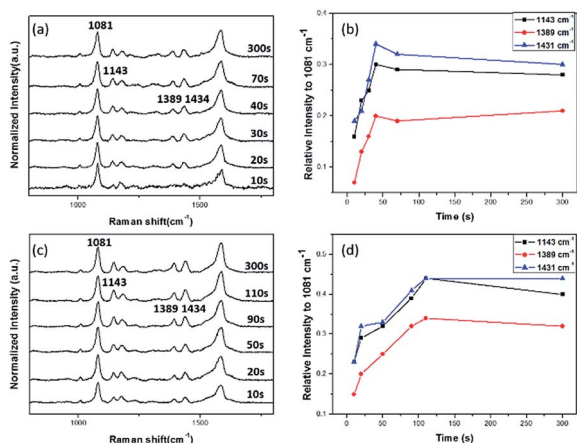 (a)
1081
300s
1143
70s
1389 1434
40s
30s
20s
10s
Normalized Intensity(a.u.)
1000 1500
Raman shift(cm⁻¹)
(b)
1143 cm⁻¹
1389 cm⁻¹
1431 cm⁻¹
Relative Intensity to 1081 cm⁻¹
0.4
0.3
0.2
0.1
0 50 100 150 200 250 300
Time (s)
(c)
1081
300s
1143
110s
1389 1434
90s
50s
20s
10s
Normalized Intensity (a.u.)
1000 1500
Raman shift(cm⁻¹)
(d)
1143 cm⁻¹
1389 cm⁻¹
1431 cm⁻¹
Relative Intensity to 1081 cm⁻¹
0.5
0.4
0.3
0.2
0.1
0 50 100 150 200 250 300
Time (s)